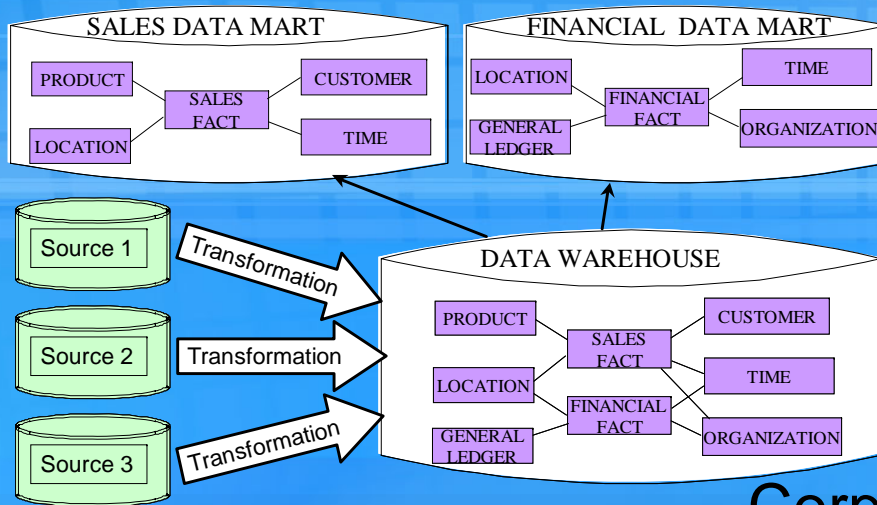 SALES DATA MART
PRODUCT
SALES
FACT
CUSTOMER
LOCATION
TIME
FINANCIAL DATA MART
LOCATION
FINANCIAL
FACT
TIME
GENERAL
LEDGER
ORGANIZATION
Source 1
Transformation
Source 2
Transformation
Source 3
Transformation
DATA WAREHOUSE
PRODUCT
SALES
FACT
CUSTOMER
LOCATION
TIME
FINANCIAL
FACT
GENERAL
LEDGER
ORGANIZATION